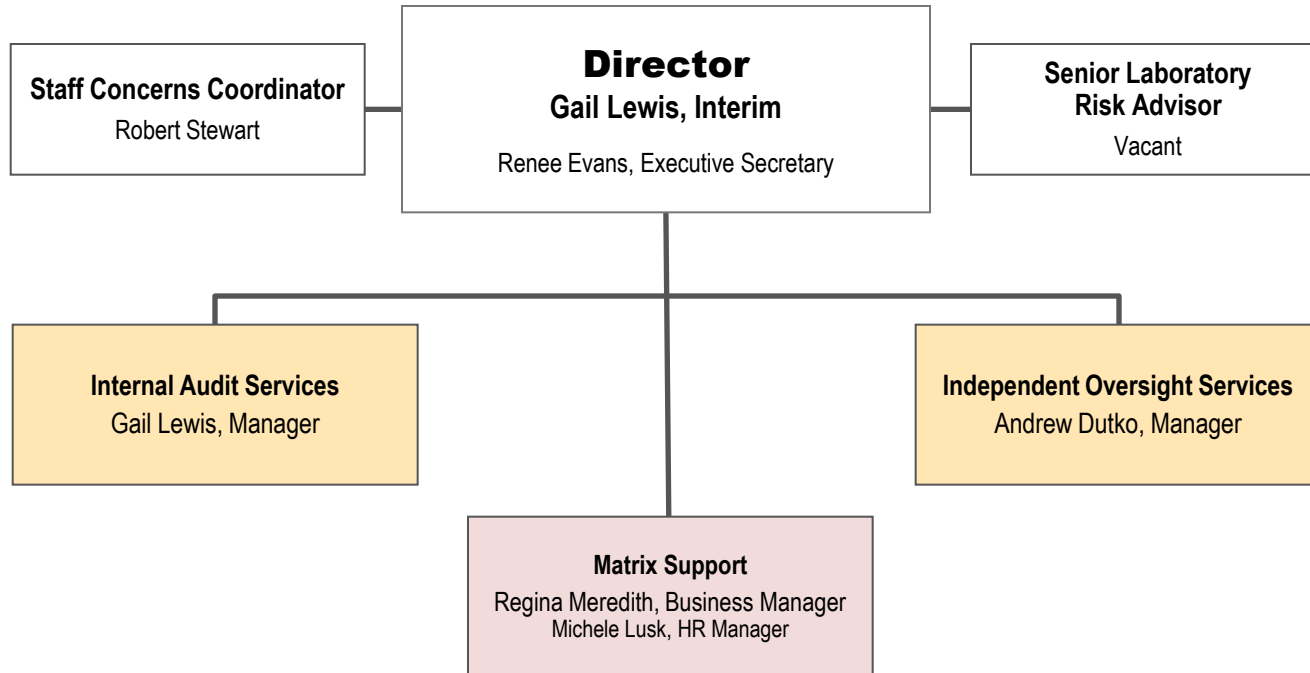 Staff Concerns Coordinator
Robert Stewart
Director
Gail Lewis, Interim
Renee Evans, Executive Secretary
Senior Laboratory
Risk Advisor
Vacant
Internal Audit Services
Gail Lewis, Manager
Independent Oversight Services
Andrew Dutko, Manager
Matrix Support
Regina Meredith, Business Manager
Michele Lusk, HR Manager